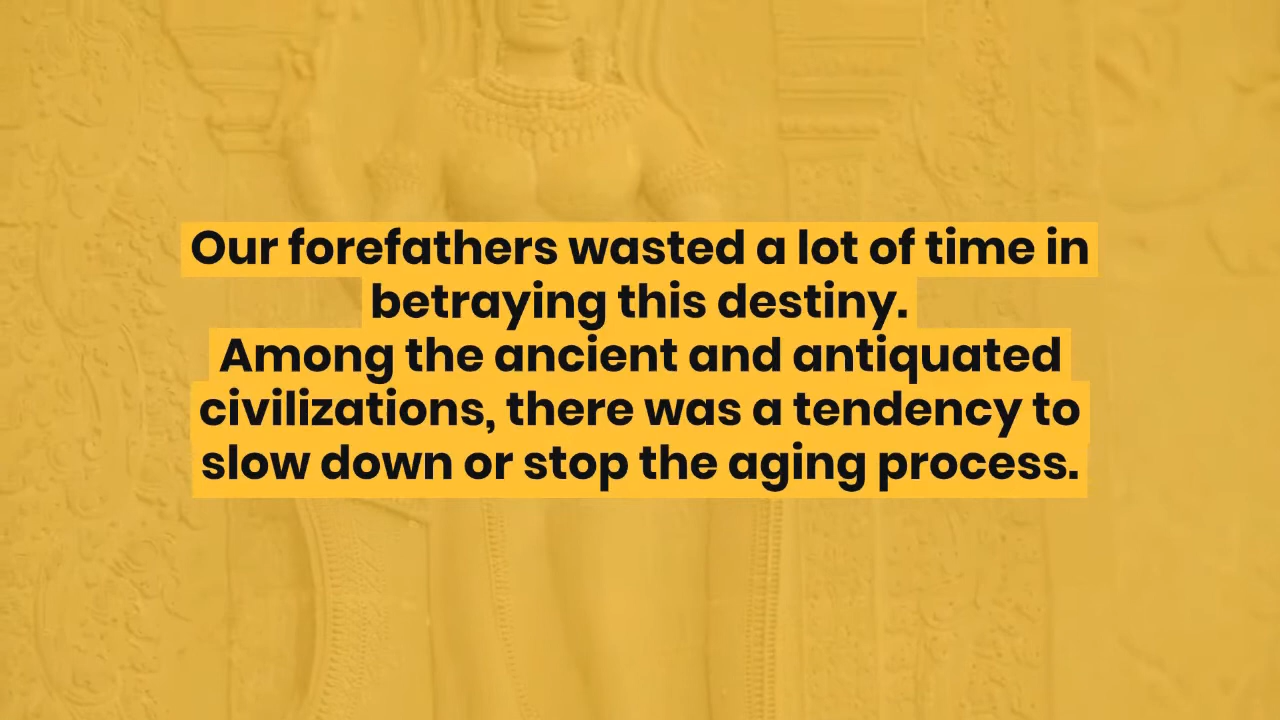 Our forefathers wasted a lot of time in
betraying this destiny.
Among the ancient and antiquated
civilizations, there was a tendency to
slow down or stop the aging process.